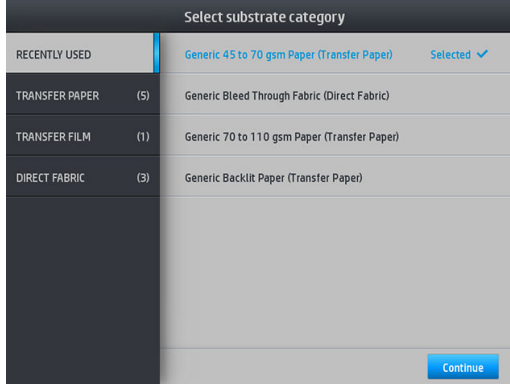 Select substrate category
RECENTLY USED
Generic 45 to 70 gsm Paper (Transfer Paper) Selected
TRANSFER PAPER (5)
Generic Bleed Through Fabric (Direct Fabric)
TRANSFER FILM (1)
Generic 70 to 110 gsm Paper (Transfer Paper)
DIRECT FABRIC (3)
Generic Backlit Paper (Transfer Paper)
Continue